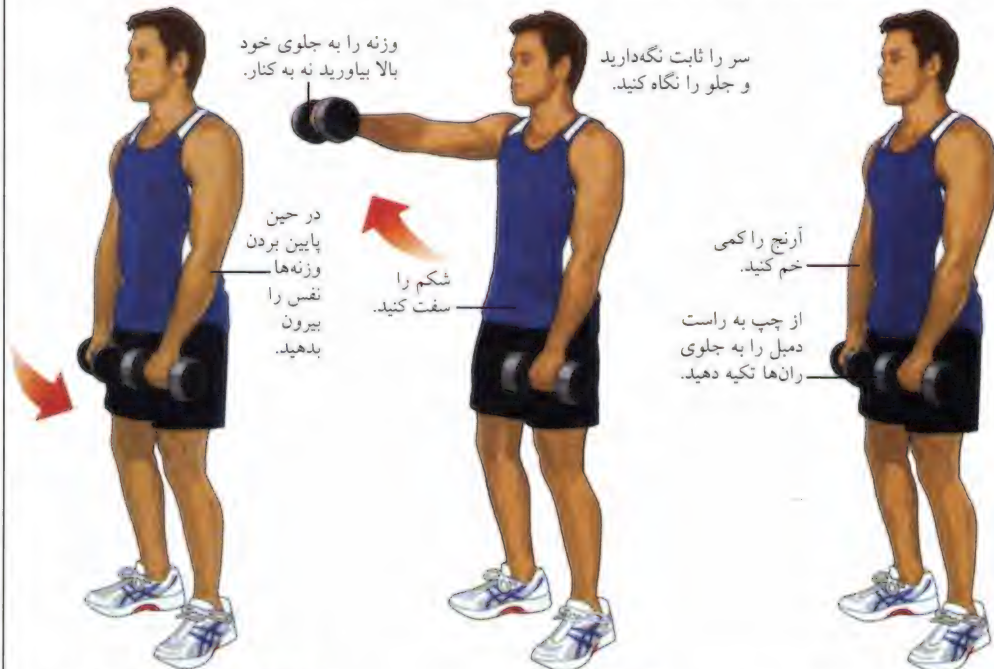 سر را ثابت نگه‌دارید
و جلو را نگاه کنید.
آرنج را کمی
خم کنید.
از چپ به راست
دمبل را به جلوی
ران‌ها تکیه دهید.
وزنه را به جلوی خود
بالا بیاورید نه به کنار.
شکم را
سفت کنید.
در حین
پایین بردن
وزنه‌ها
نفس را
بیرون
بدهید.